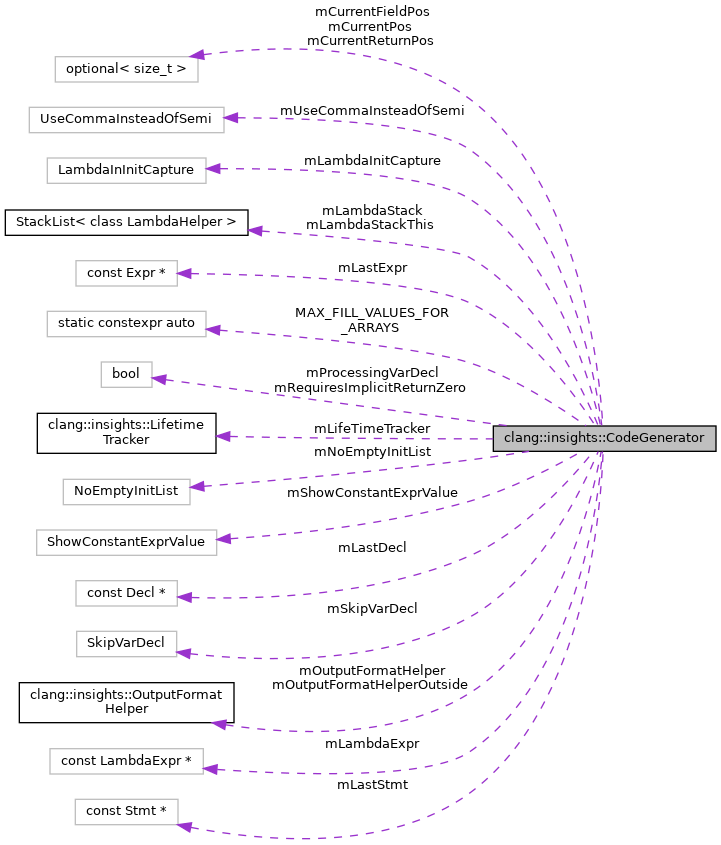 mCurrentFieldPos
mCurrentPos
mCurrentReturnPos
optional< size_t >
mUseCommaInsteadOfSemi
UseCommaInsteadOfSemi
mLambdaInitCapture
LambdaInInitCapture
mLambdaStack
mLambdaStackThis
StackList< class LambdaHelper >
mLastExpr
const Expr *
MAX_FILL_VALUES_FOR
_ARRAYS
static constexpr auto
mProcessingVarDecl
mRequiresImplicitReturnZero
bool
mLifeTimeTracker
clang::insights::Lifetime
Tracker
clang::insights::CodeGenerator
mNoEmptyInitList
NoEmptyInitList
mShowConstantExprValue
ShowConstantExprValue
mLastDecl
const Decl *
mSkipVarDecl
SkipVarDecl
mOutputFormatHelper
mOutputFormatHelperOutside
clang::insights::OutputFormat
Helper
mLambdaExpr
const LambdaExpr *
mLastStmt
const Stmt *